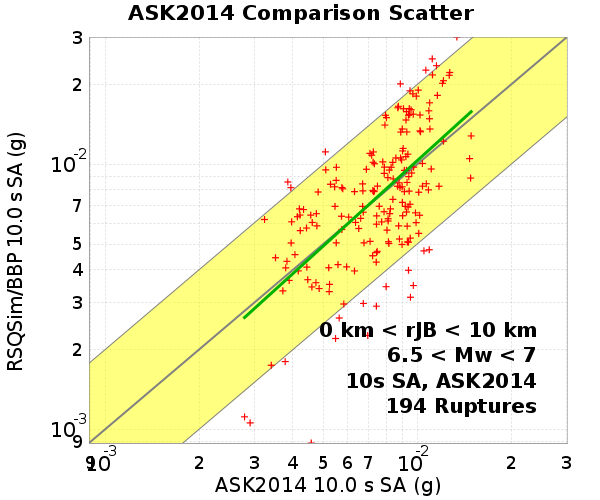 ASK2014 Comparison Scatter
RSQSim/BBP 10.0 s SA (g)
3
2
10-2
7
5
4
3
2
10-3
9
0 km < rJB < 10 km
6.5 < Mw < 7
10s SA, ASK2014
194 Ruptures
9 10-3 2 3 4 5 6 7 10-2 2 3
ASK2014 10.0 s SA (g)